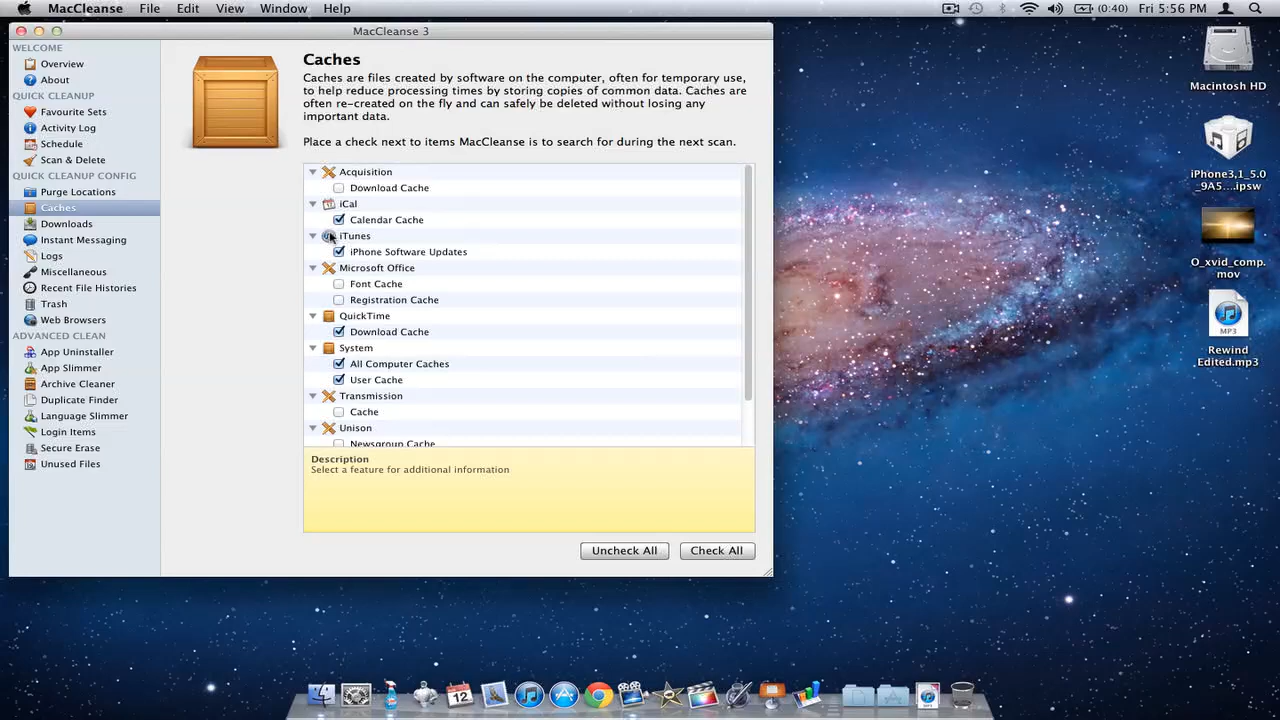 MacCleanse File Edit View Window Help
(0:40) Fri 5:56 PM
MacCleanse 3
WELCOME
Overview
About
QUICK CLEANUP
Favourite Sets
Activity Log
Schedule
Scan & Delete
QUICK CLEANUP CONFIG
Purge Locations
Caches
Downloads
Instant Messaging
Logs
Miscellaneous
Recent File Histories
Trash
Web Browsers
ADVANCED CLEAN
App Uninstaller
App Slimmer
Archive Cleaner
Duplicate Finder
Language Slimmer
Login Items
Secure Erase
Unused Files
Caches
Caches are files created by software on the computer, often for temporary use,
to help reduce processing times by storing copies of common data. Caches are
often re-created on the fly and can safely be deleted without losing any
important data.
Place a check next to items MacCleanse is to search for during the next scan.
Acquisition
Download Cache
iCal
Calendar Cache
iTunes
iPhone Software Updates
Microsoft Office
Font Cache
Registration Cache
QuickTime
Download Cache
System
All Computer Caches
User Cache
Transmission
Cache
Unison
Newsgroup Cache
Description
Select a feature for additional information
Uncheck All
Check All
Macintosh HD
iPhone3,1_5.0
_9A5....ipsw
O_xvid_comp.
mov
MP3
Rewind
Edited.mp3
12